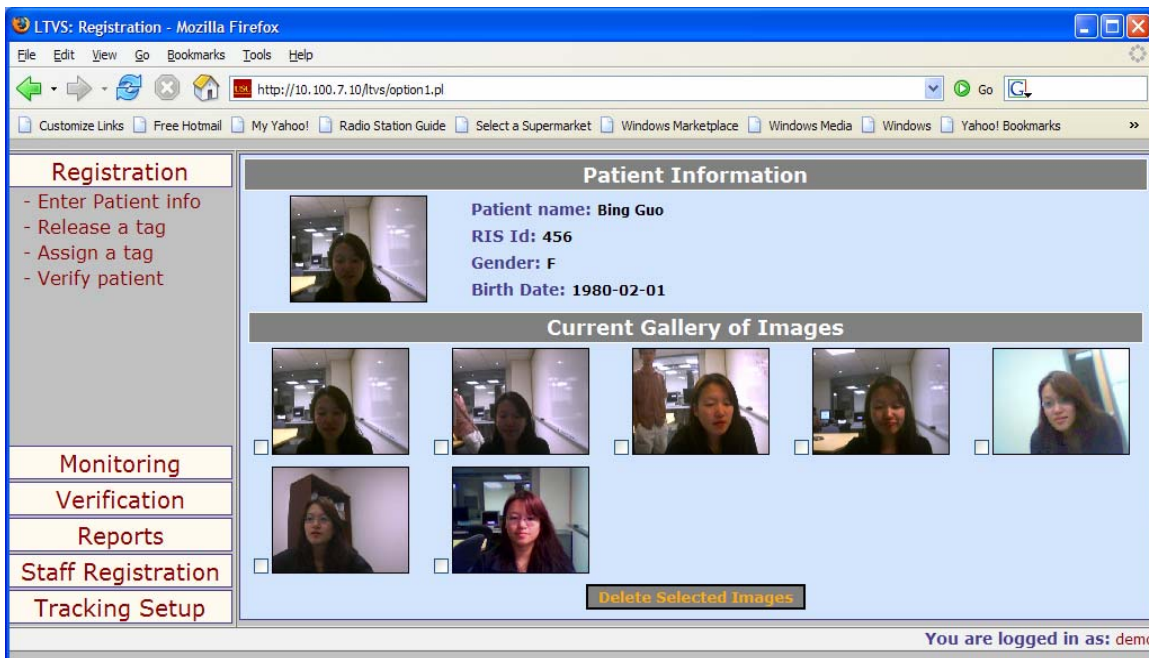 LTVS: Registration - Mozilla Firefox
File Edit View Go Bookmarks Tools Help
USC http://10.100.7.10/ltvs/option1.pl Go G
Customize Links Free Hotmail My Yahoo! Radio Station Guide Select a Supermarket Windows Marketplace Windows Media Windows Yahoo! Bookmarks »
Registration
- Enter Patient info
- Release a tag
- Assign a tag
- Verify patient
Monitoring
Verification
Reports
Staff Registration
Tracking Setup
Patient Information
Patient name: Bing Guo
RIS Id: 456
Gender: F
Birth Date: 1980-02-01
Current Gallery of Images
Delete Selected Images
You are logged in as: demo